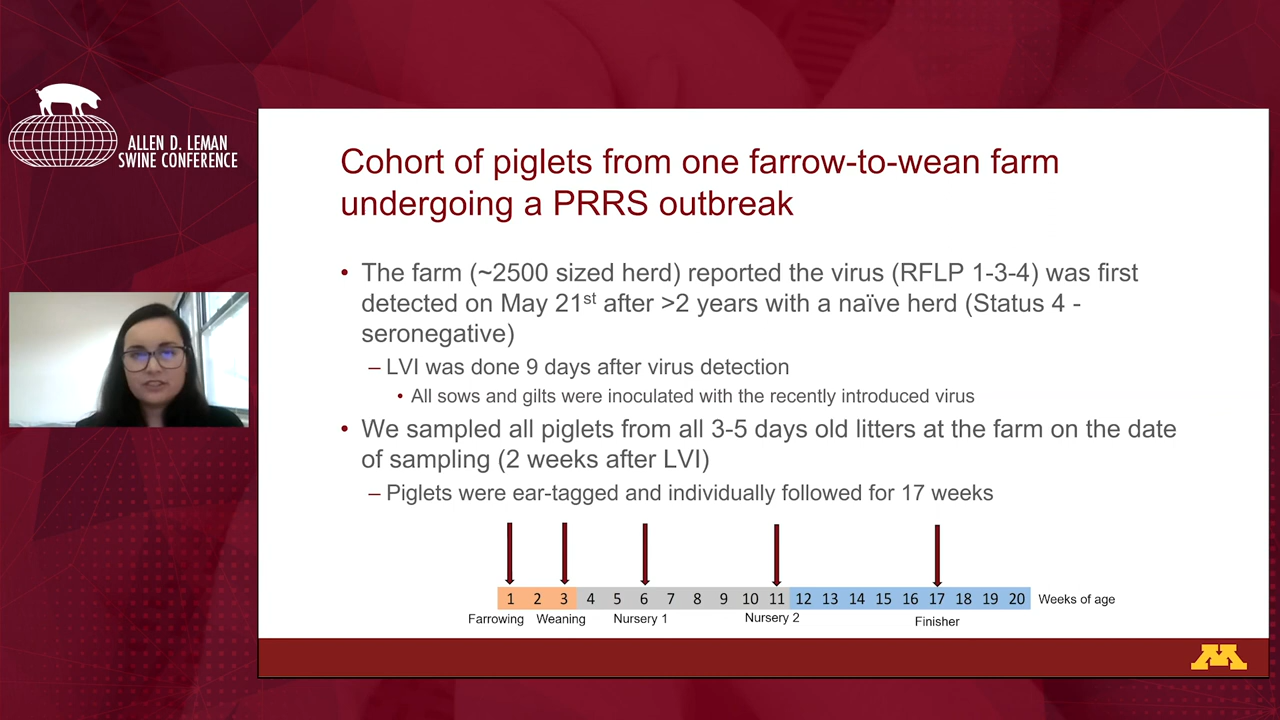 ALLEN D. LEMAN
SWINE CONFERENCE
Cohort of piglets from one farrow-to-wean farm
undergoing a PRRS outbreak
• The farm (~2500 sized herd) reported the virus (RFLP 1-3-4) was first
detected on May 21st after >2 years with a naïve herd (Status 4 -
seronegative)
– LVI was done 9 days after virus detection
• All sows and gilts were inoculated with the recently introduced virus
• We sampled all piglets from all 3-5 days old litters at the farm on the date
of sampling (2 weeks after LVI)
– Piglets were ear-tagged and individually followed for 17 weeks
1 2 3 4 5 6 7 8 9 10 11 12 13 14 15 16 17 18 19 20 Weeks of age
Farrowing Weaning Nursery 1 Nursery 2 Finisher
M